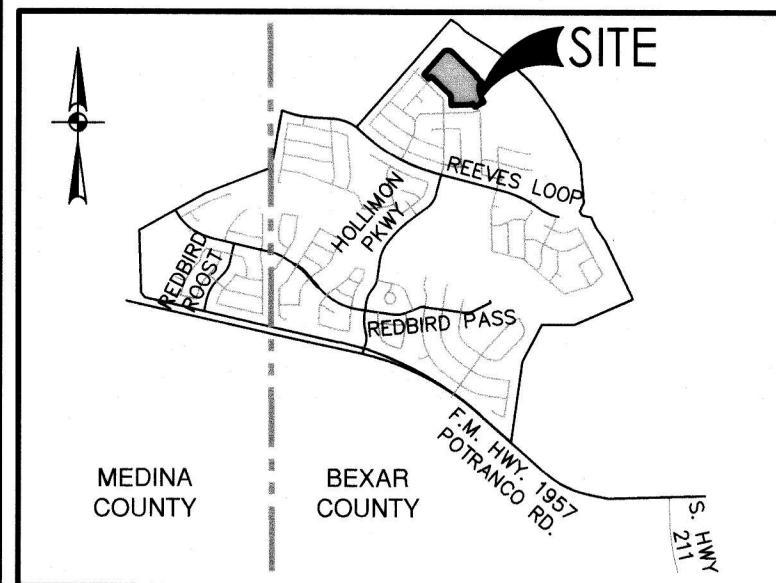 SITE
REEVES LOOP
HOLLIMON
PKWY
REDBIRD
ROOST
REDBIRD PASS
F.M. HWY. 1957
POTRANCO RD.
MEDINA
COUNTY
BEXAR
COUNTY
S. HWY
211